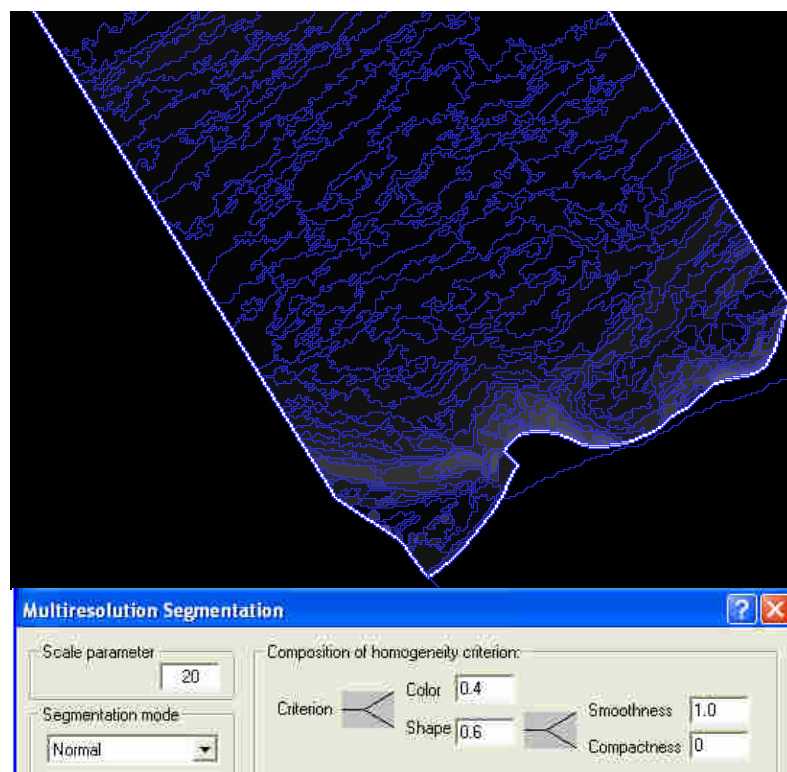 Multiresolution Segmentation
Scale parameter
20
Segmentation mode
Normal
Composition of homogeneity criterion:
Criterion
Color 0.4
Shape 0.6
Smoothness 1.0
Compactness 0